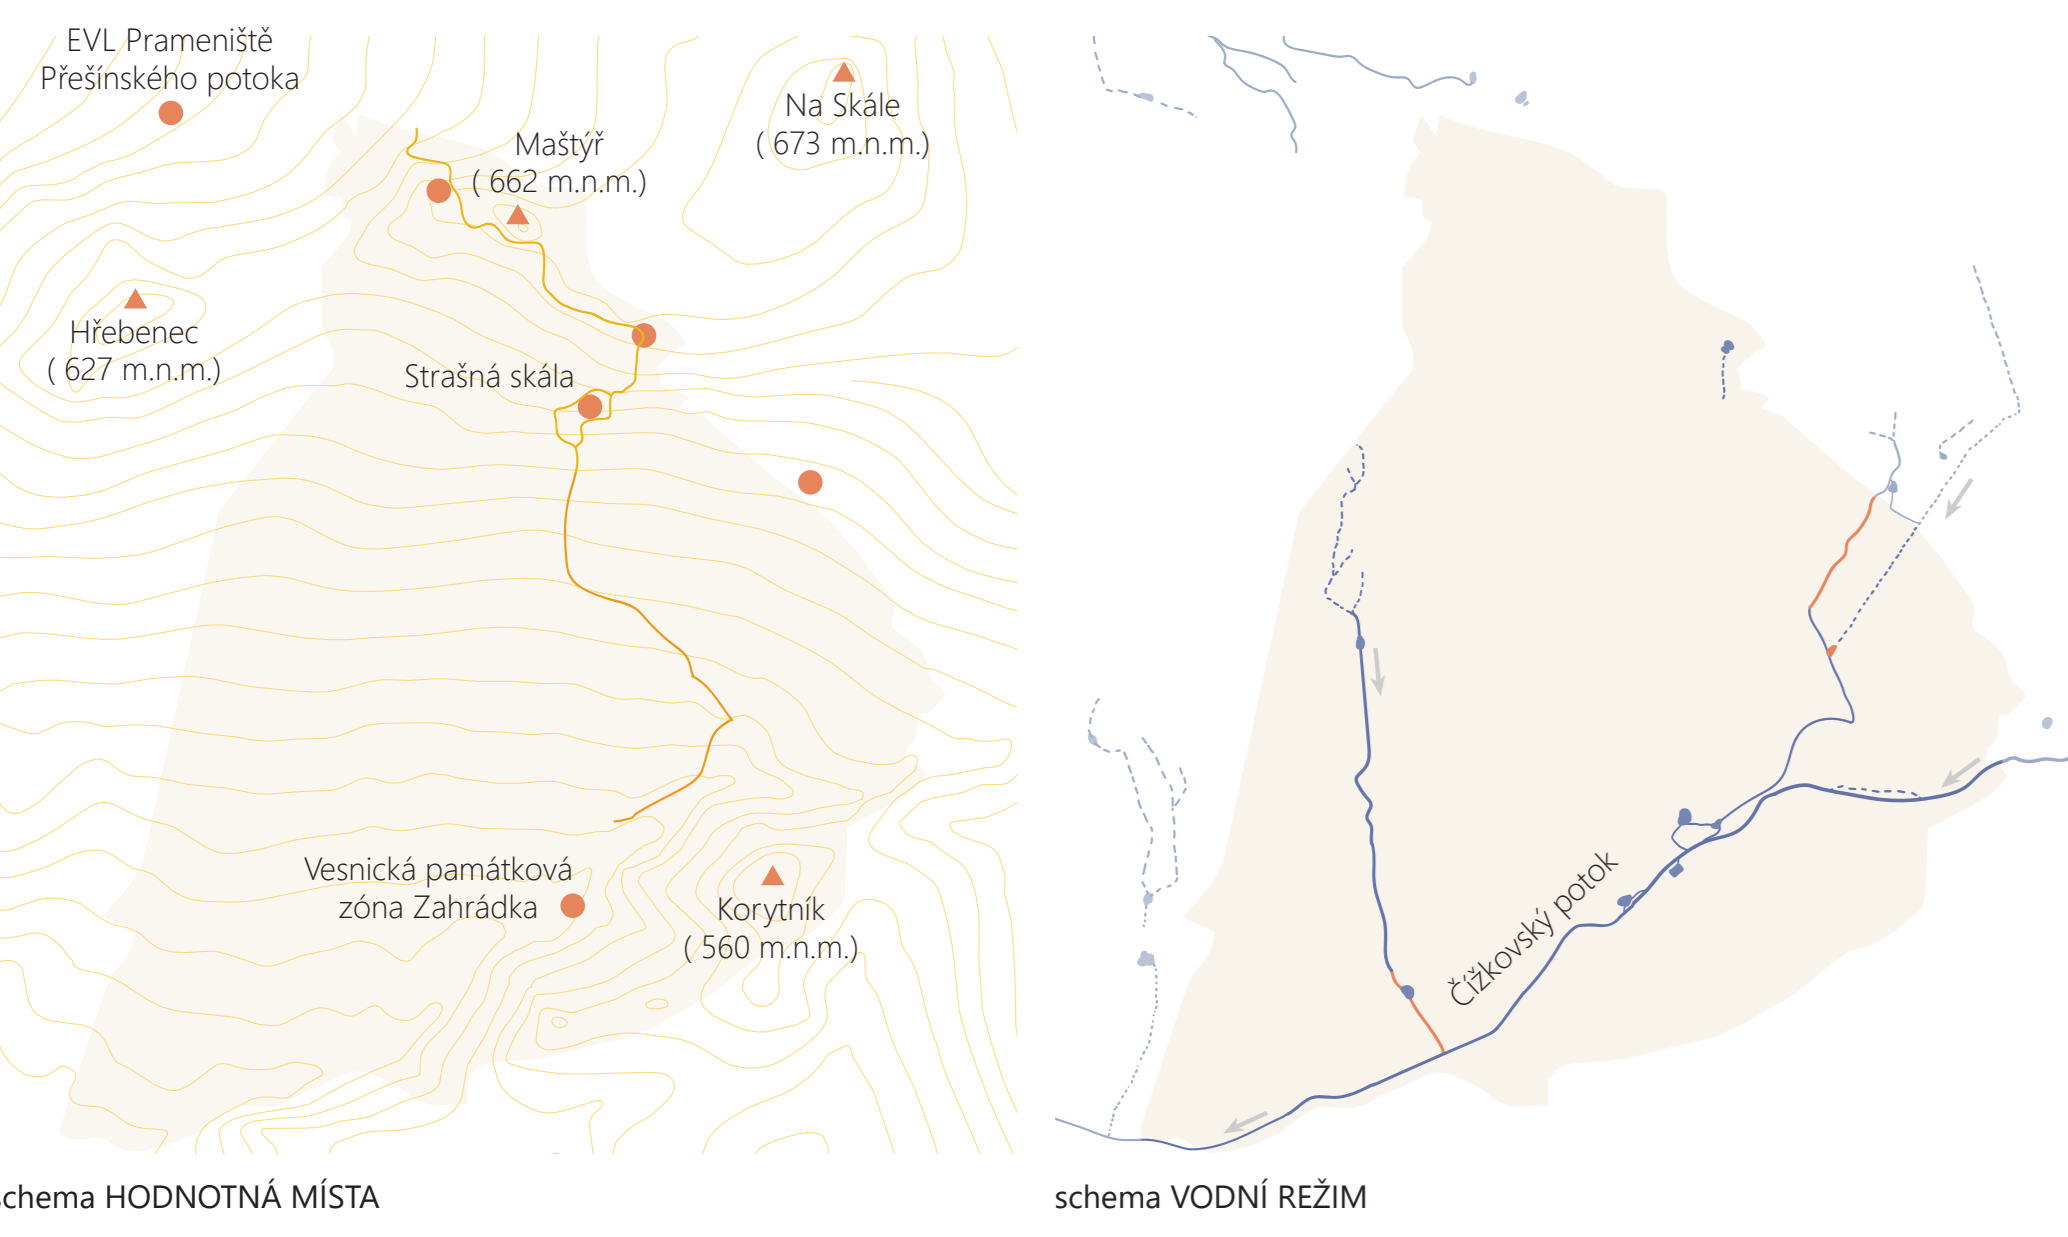 EVL Prameniště
Přešínského potoka
Na Skále
( 673 m.n.m.)
Maštýř
( 662 m.n.m.)
Hřebenec
( 627 m.n.m.)
Strašná skála
Vesnická památková
zóna Zahrádka
Korytník
( 560 m.n.m.)
schema HODNOTNÁ MÍSTA
Čížkovský potok
schema VODNÍ REŽIM